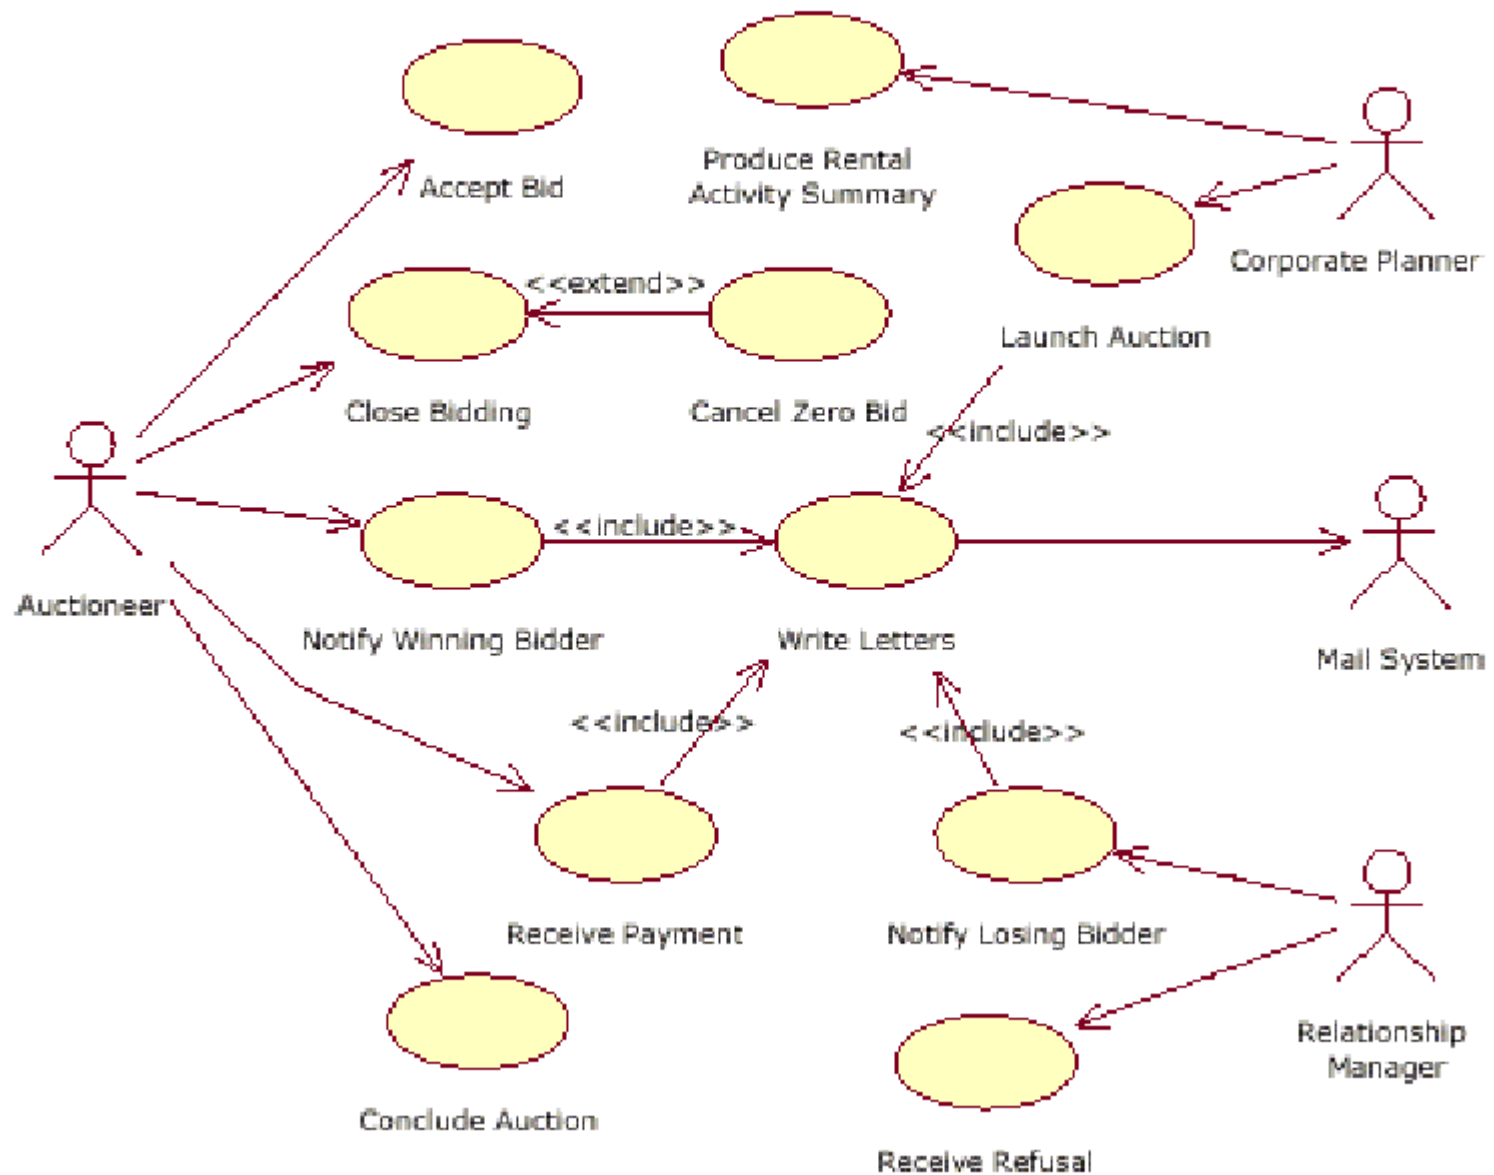 Produce Rental
Activity Summary
Accept Bid
Corporate Planner
<<extend>>
Launch Auction
Close Bidding
Cancel Zero Bid
<<include>>
<<include>>
Auctioneer
Notify Winning Bidder
Write Letters
Mail System
<<include>>
<<include>>
Receive Payment
Notify Losing Bidder
Relationship
Manager
Conclude Auction
Receive Refusal